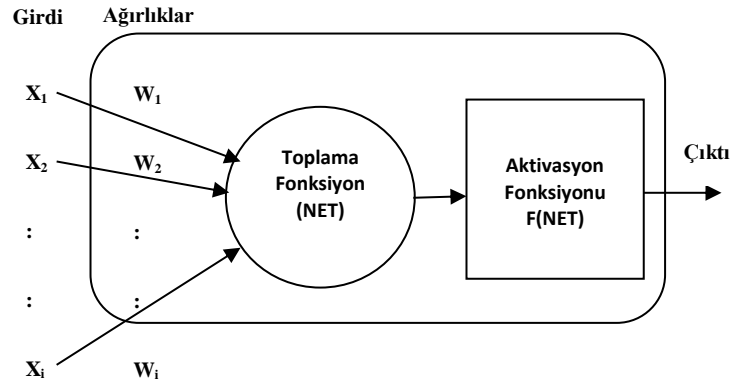 Girdi Ağırlıklar
X1 W1
X2 W2
: :
: :
Xi Wi
Toplama
Fonksiyon
(NET)
Aktivasyon
Fonksiyonu
F(NET)
Çıktı